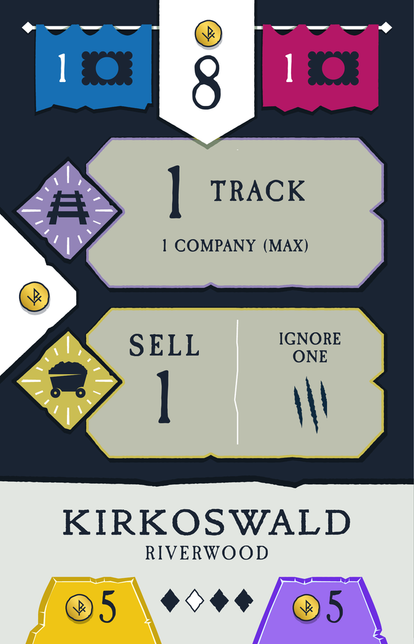 1
8
1
1 TRACK
1 COMPANY (MAX)
SELL
1
IGNORE
ONE
KIRKOSWALD
RIVERWOOD
5
5